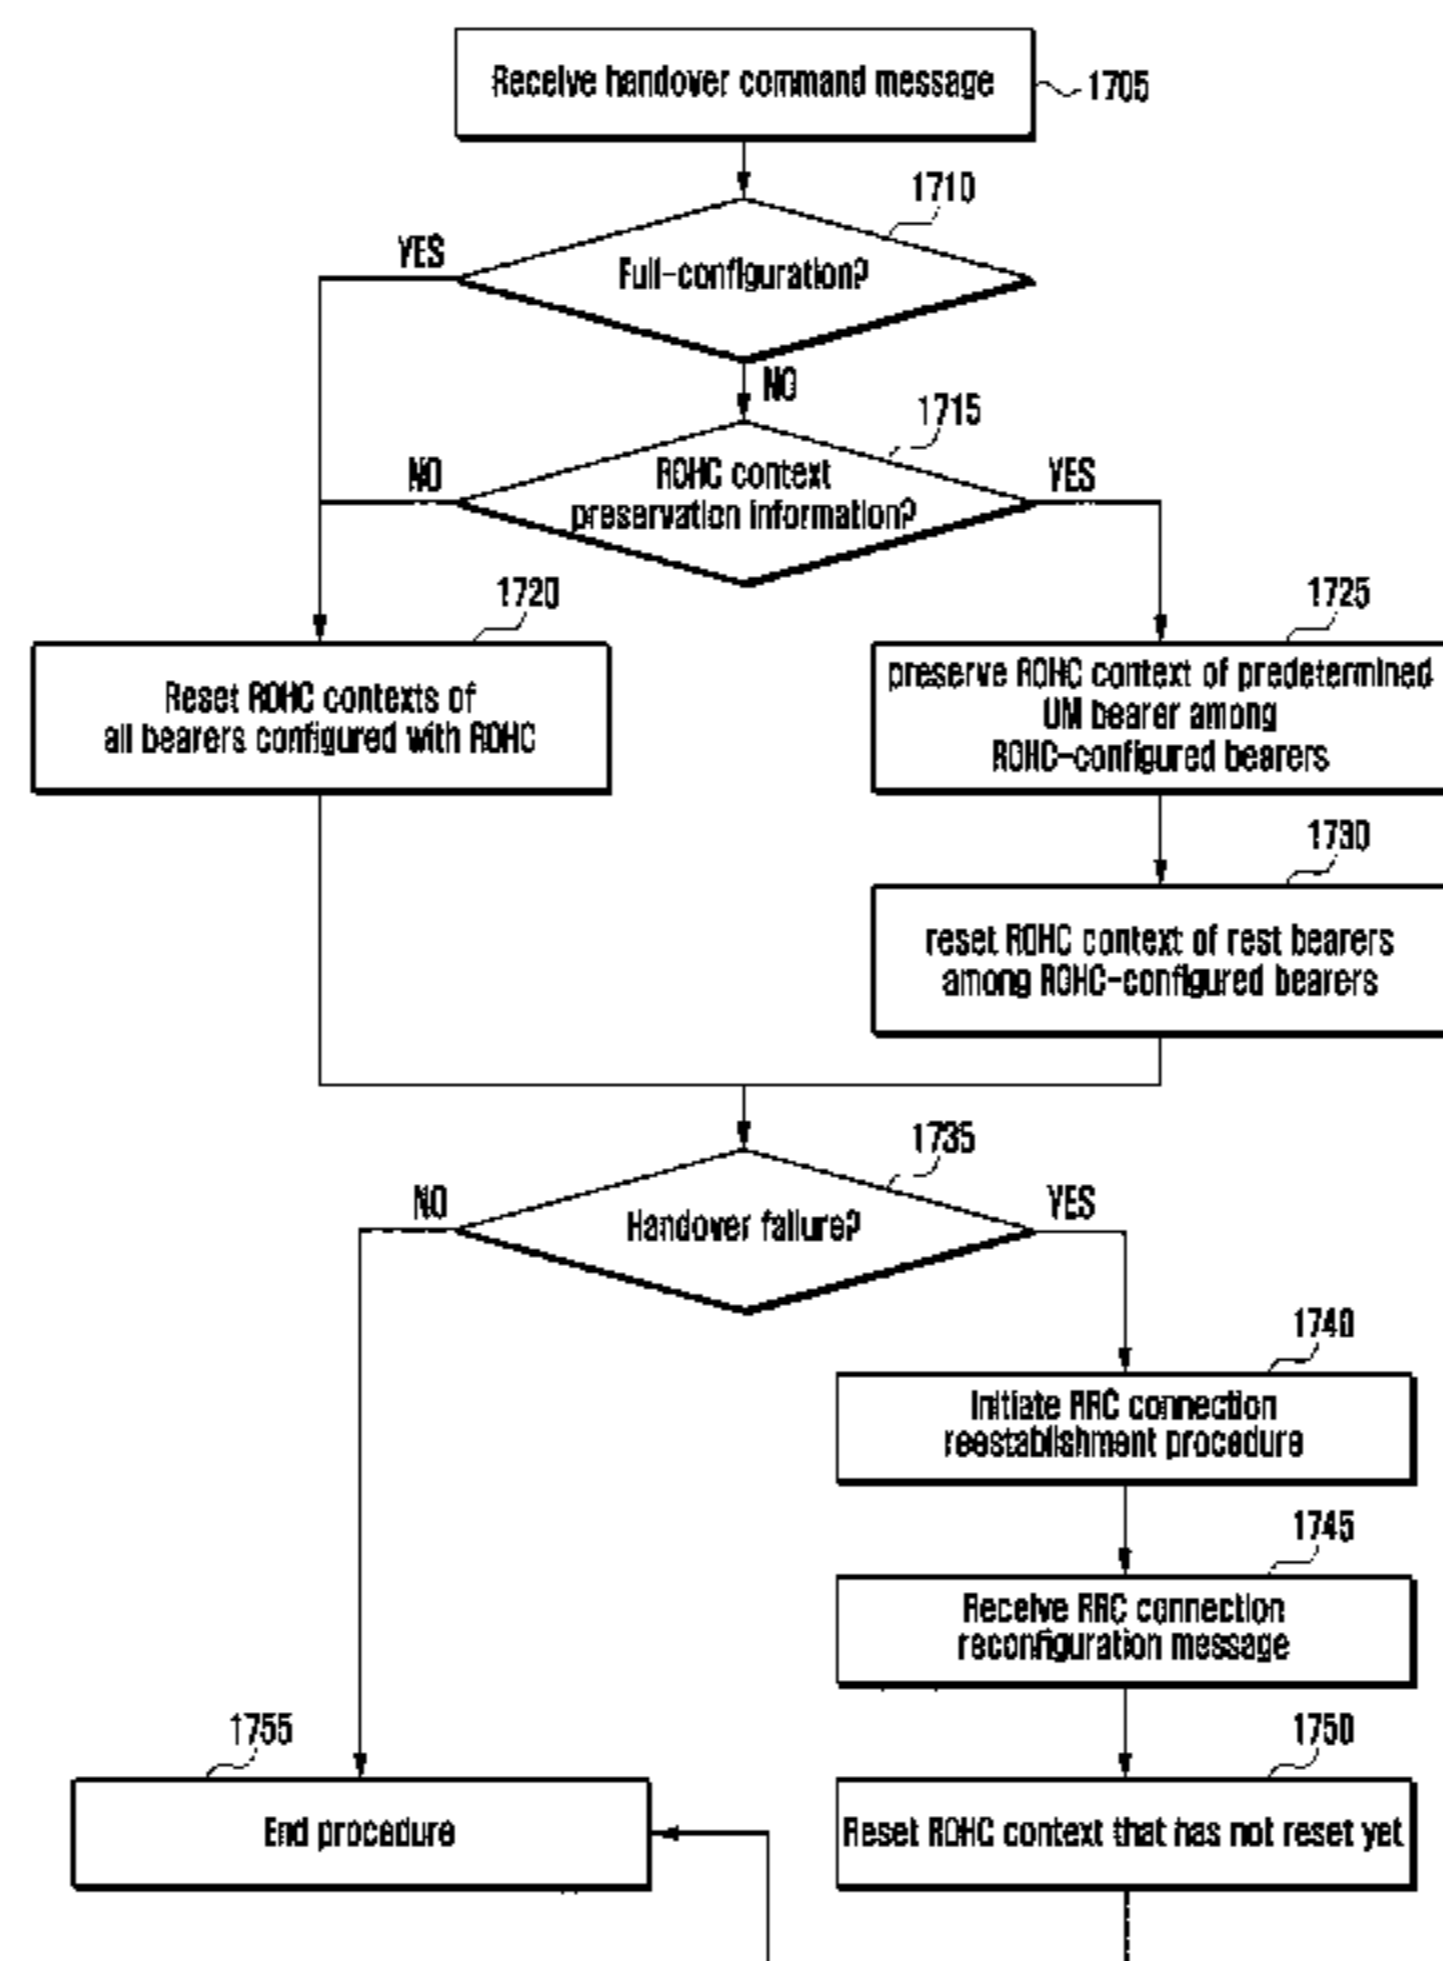 Receive handover command message
1705
1710
YES
Full-configuration?
NO
1715
NO
ROHC context
YES
preservation information?
1720
1725
Reset ROHC contexts of
all bearers configured with ROHC
preserve ROHC context of predetermined
UM bearer among
ROHC-configured bearers
1730
reset ROHC context of rest bearers
among ROHC-configured bearers
1735
NO
YES
Handover failure?
1740
Initiate RRC connection
reestablishment procedure
1745
Receive RRC connection
reconfiguration message
1755
1750
End procedure
Reset ROHC context that has not reset yet